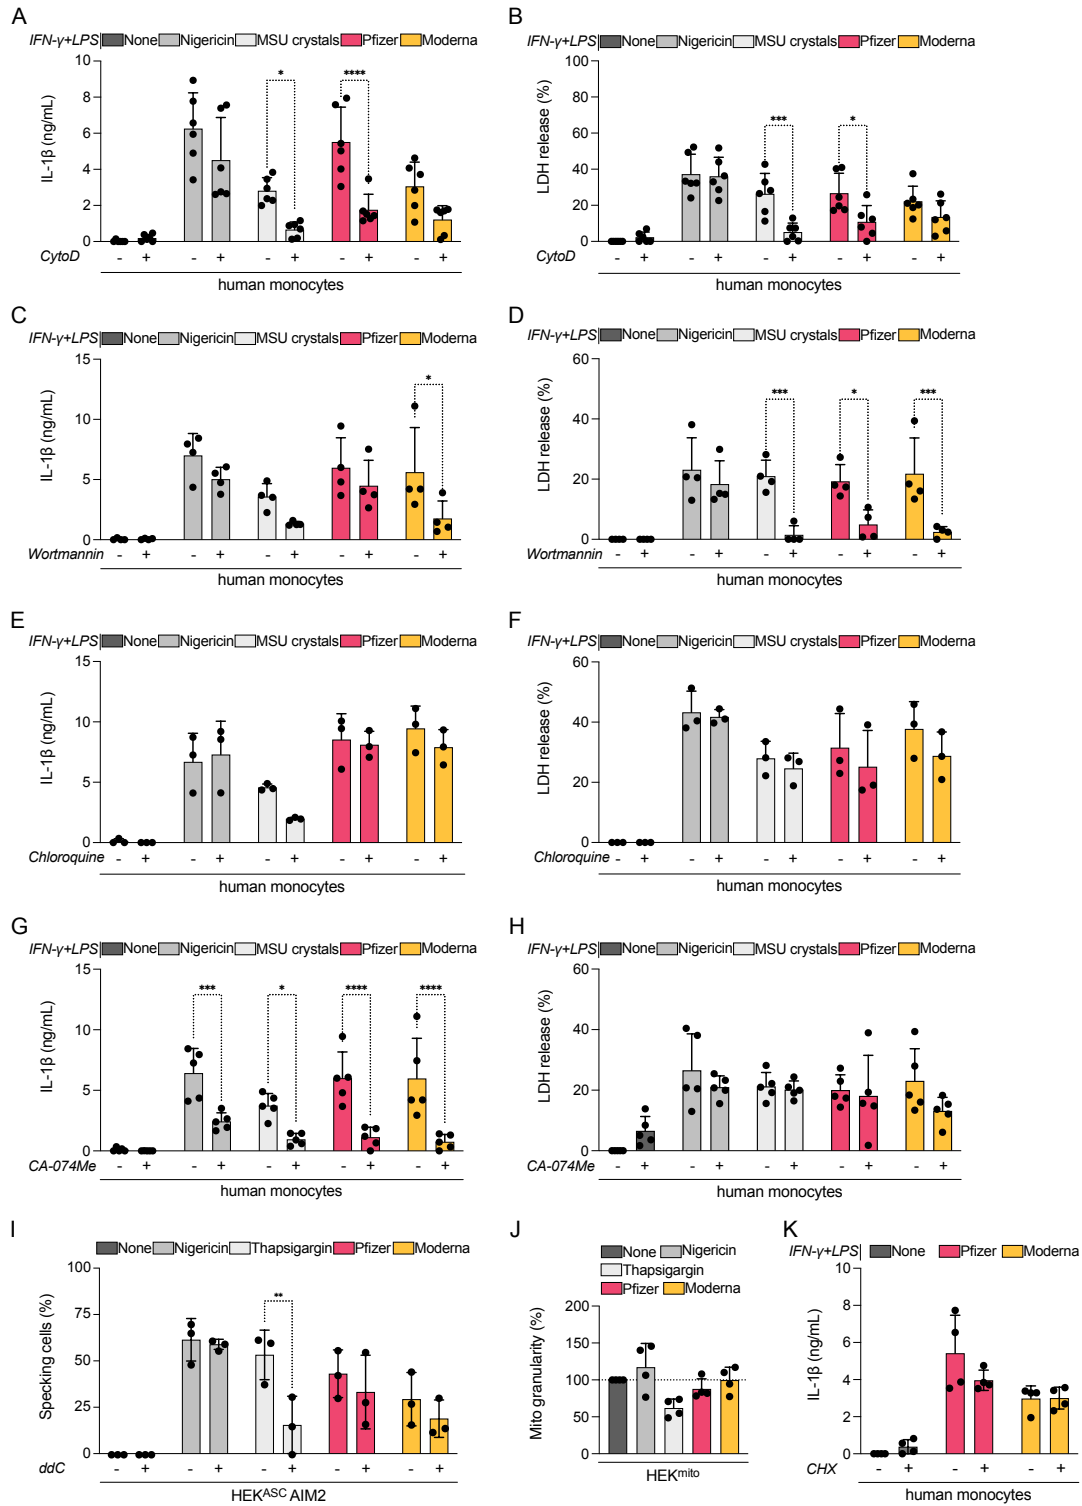 A
IFN-γ+LPS None Nigericin MSU crystals Pfizer Moderna
10
8
6
4
2
0
IL-1β (ng/mL)
* ****
CytoD - + - + - + - + - +
human monocytes
B
IFN-γ+LPS None Nigericin MSU crystals Pfizer Moderna
100
80
60
40
20
0
LDH release (%)
*** *
CytoD - + - + - + - + - +
human monocytes
C
IFN-γ+LPS None Nigericin MSU crystals Pfizer Moderna
15
10
5
0
IL-1β (ng/mL)
*
Wortmannin - + - + - + - + - +
human monocytes
D
IFN-γ+LPS None Nigericin MSU crystals Pfizer Moderna
60
40
20
0
LDH release (%)
*** * ***
Wortmannin - + - + - + - + - +
human monocytes
E
IFN-γ+LPS None Nigericin MSU crystals Pfizer Moderna
15
10
5
0
IL-1β (ng/mL)
Chloroquine - + - + - + - + - +
human monocytes
F
IFN-γ+LPS None Nigericin MSU crystals Pfizer Moderna
60
40
20
0
LDH release (%)
Chloroquine - + - + - + - + - +
human monocytes
G
IFN-γ+LPS None Nigericin MSU crystals Pfizer Moderna
15
10
5
0
IL-1β (ng/mL)
*** * **** ****
CA-074Me - + - + - + - + - +
human monocytes
H
IFN-γ+LPS None Nigericin MSU crystals Pfizer Moderna
60
40
20
0
LDH release (%)
CA-074Me - + - + - + - + - +
human monocytes
I
None Nigericin Thapsigargin Pfizer Moderna
100
75
50
25
0
Specking cells (%)
**
ddC - + - + - + - + - +
HEKᴬˢᶜ AIM2
J
None Nigericin
Thapsigargin
Pfizer Moderna
200
150
100
50
0
Mito granularity (%)
HEKᵐⁱᵗᵒ
K
IFN-γ+LPS None Pfizer Moderna
10
8
6
4
2
0
IL-1β (ng/mL)
CHX - + - + - +
human monocytes